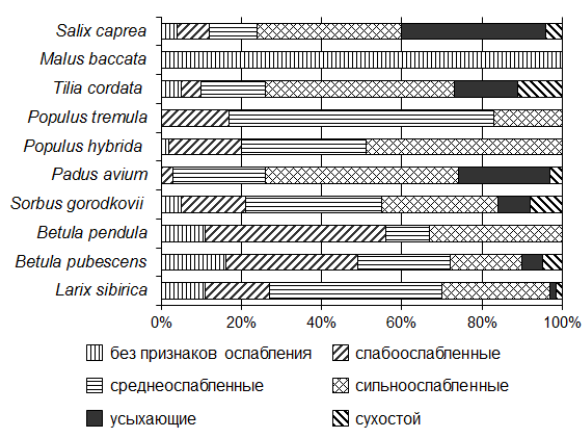 Salix caprea
Malus baccata
Tilia cordata
Populus tremula
Populus hybrida
Padus avium
Sorbus gorodkovii
Betula pendula
Betula pubescens
Larix sibirica
0% 20% 40% 60% 80% 100%
без признаков ослабления слабоослабленные
среднеослабленные сильноослабленные
усыхающие сухостой